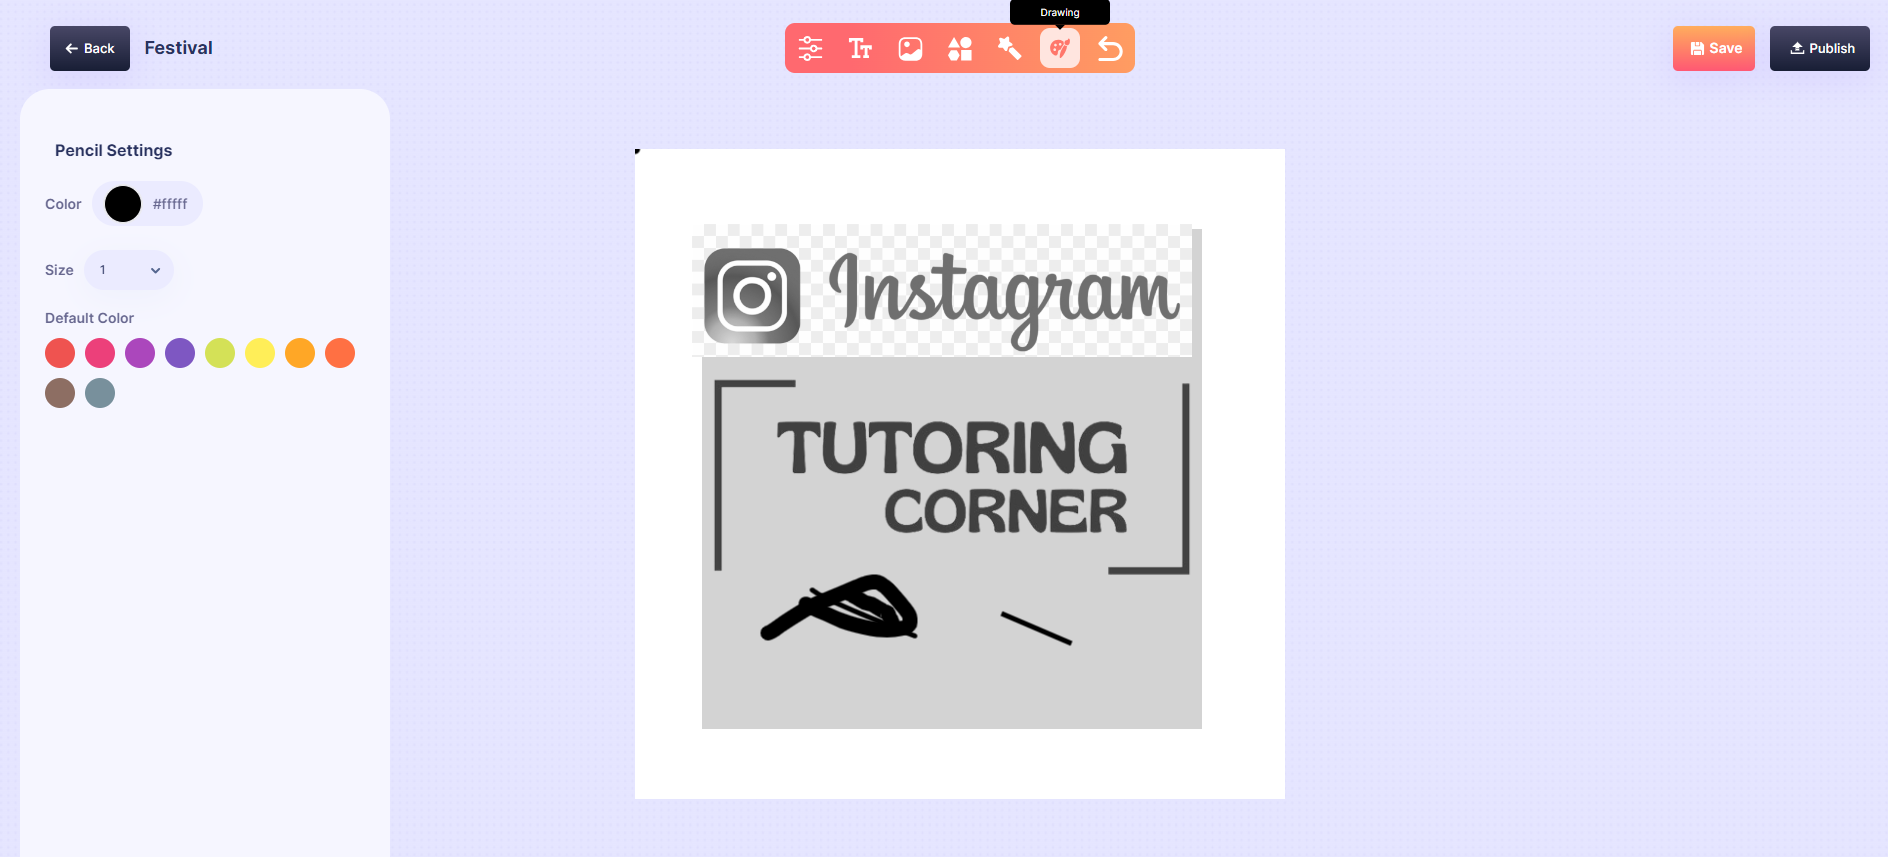 Drawing
Back
Festival
Save
Publish
Pencil Settings
Color
#fffff
Size
1
Default Color
Instagram
TUTORING
CORNER